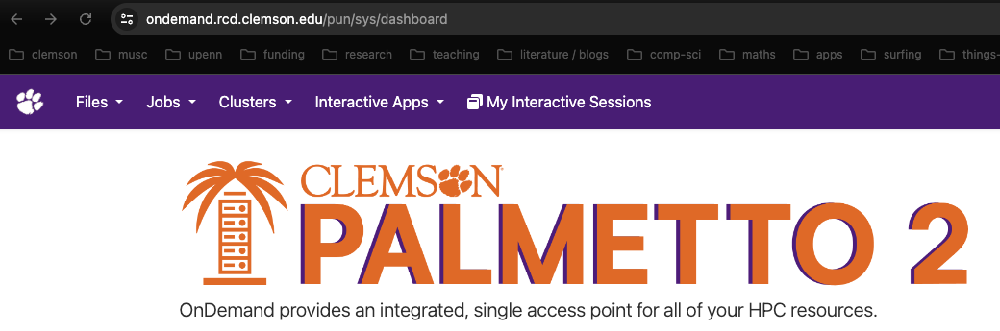 ondemand.rcd.clemson.edu/pun/sys/dashboard
clemson musc upenn funding research teaching literature / blogs comp-sci maths apps surfing things-
Files Jobs Clusters Interactive Apps My Interactive Sessions
CLEMSON
PALMETTO 2
OnDemand provides an integrated, single access point for all of your HPC resources.